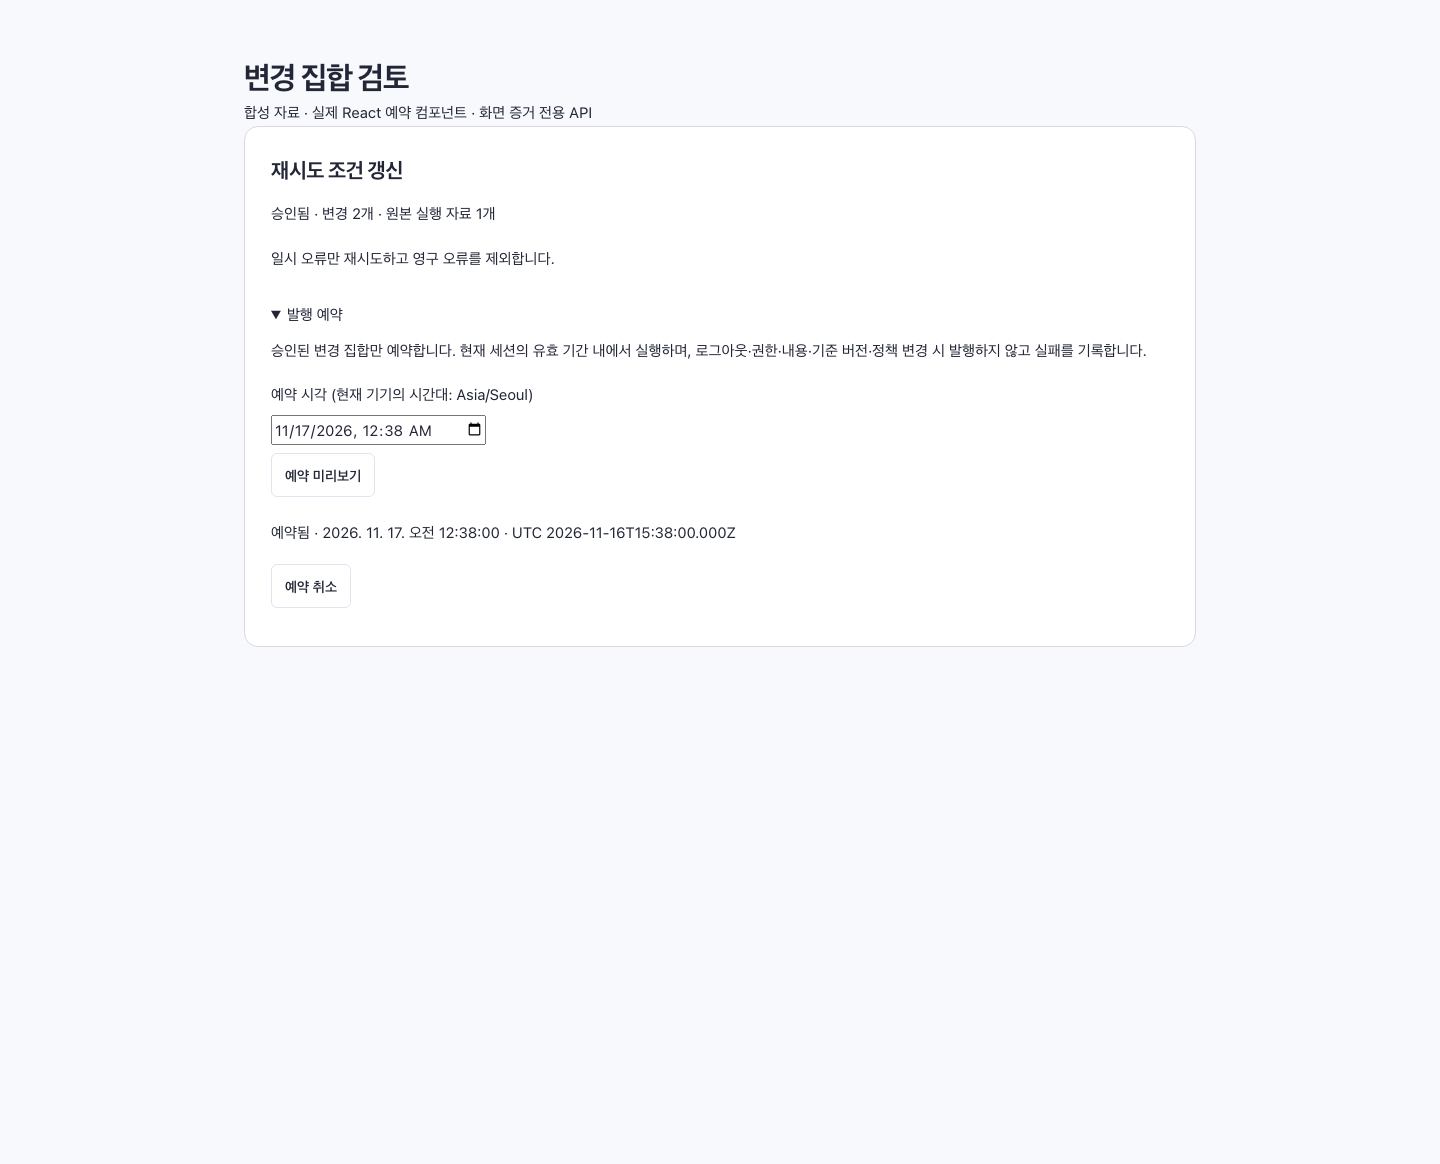 변경 집합 검토
합성 자료 · 실제 React 예약 컴포넌트 · 화면 증거 전용 API
재시도 조건 갱신
승인됨 · 변경 2개 · 원본 실행 자료 1개
일시 오류만 재시도하고 영구 오류를 제외합니다.
▼ 발행 예약
승인된 변경 집합만 예약합니다. 현재 세션의 유효 기간 내에서 실행하며, 로그아웃·권한·내용·기준 버전·정책 변경 시 발행하지 않고 실패를 기록합니다.
예약 시각 (현재 기기의 시간대: Asia/Seoul)
11/17/2026, 12:38 AM
예약 미리보기
예약됨 · 2026. 11. 17. 오전 12:38:00 · UTC 2026-11-16T15:38:00.000Z
예약 취소